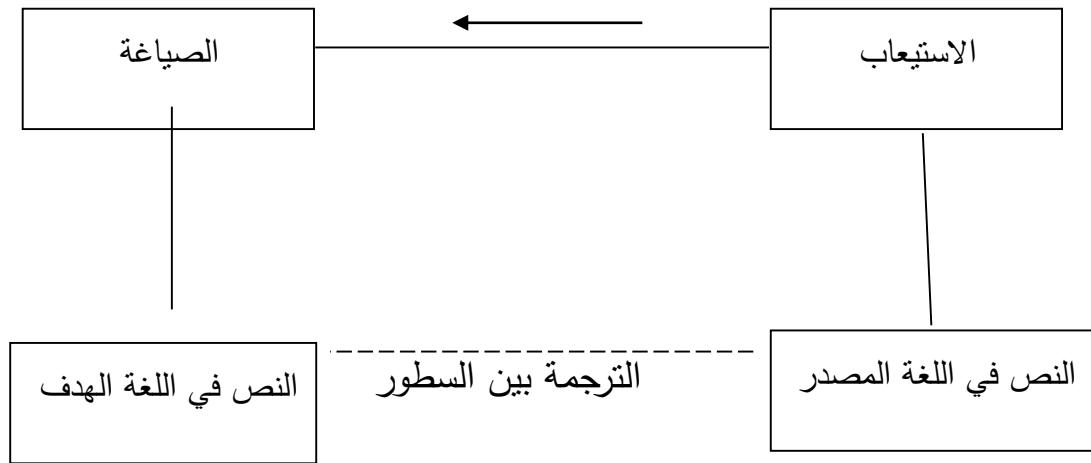 الاستيعاب
الصياغة
النص في اللغة المصدر
الترجمة بين السطور
النص في اللغة الهدف